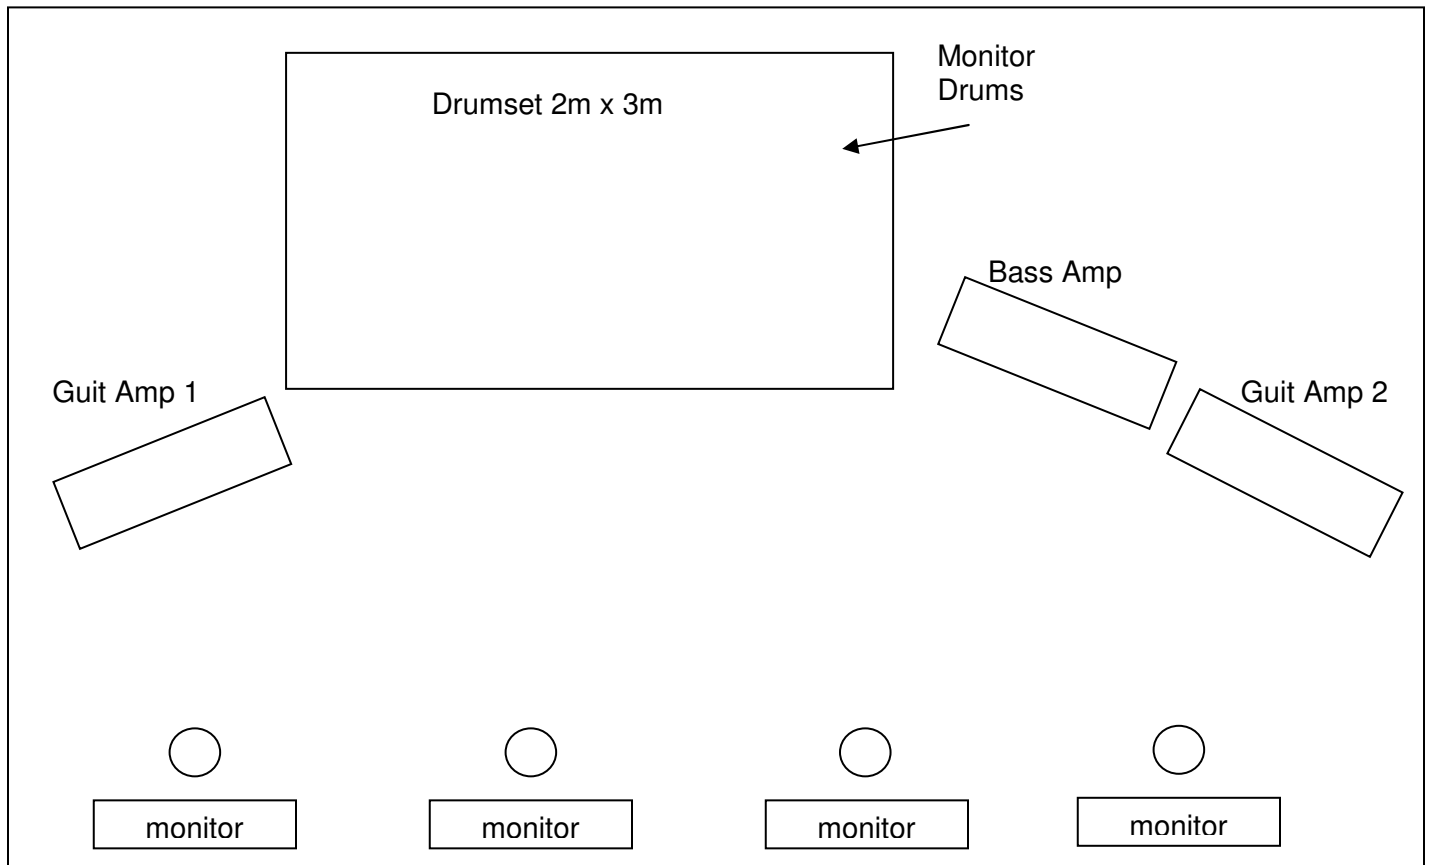 Monitor
Drums
Drumset 2m x 3m
Bass Amp
Guit Amp 1
Guit Amp 2
monitor
monitor
monitor
monitor